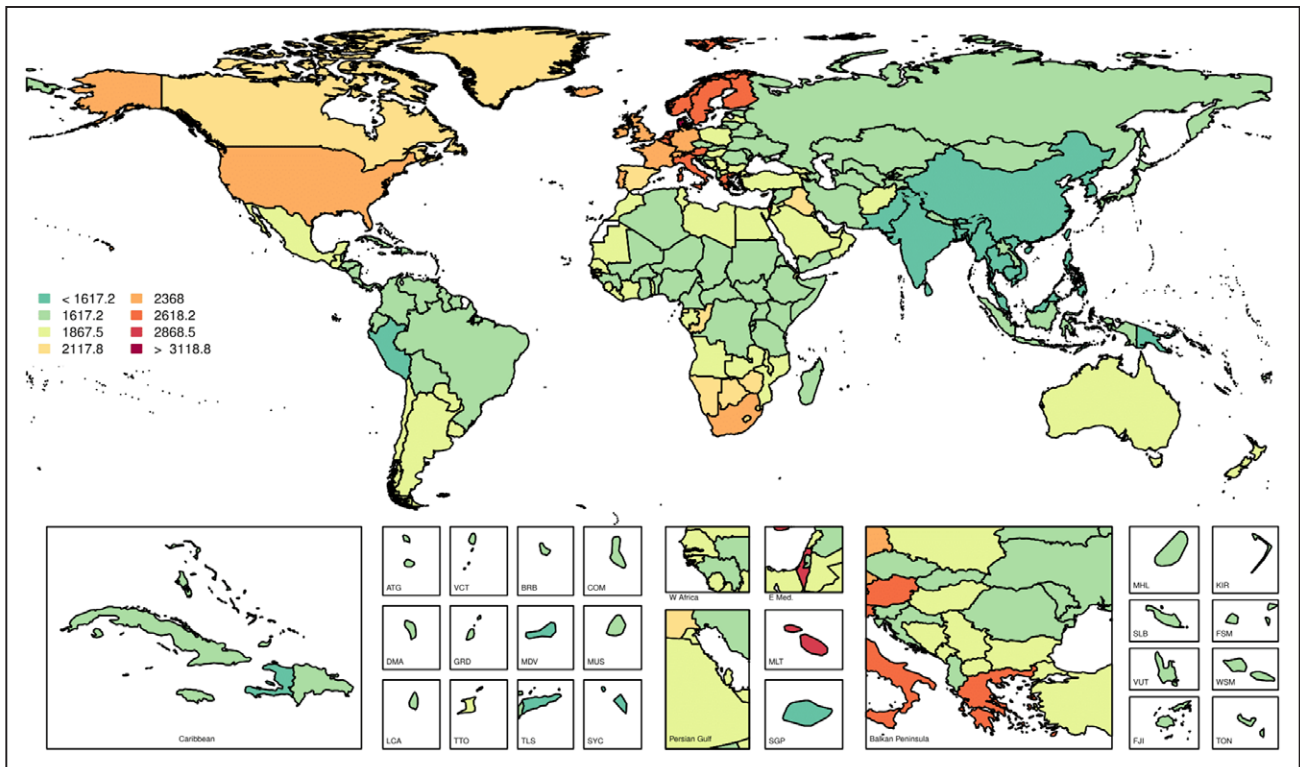 < 1617.2
1617.2
1867.5
2117.8
2368
2618.2
2868.5
> 3118.8
Caribbean
ATG
VCT
BRB
COM
DMA
GRD
MDV
MUS
LCA
TTO
TLS
SYC
W Africa
E Med.
Persian Gulf
MLT
SGP
Balkan Peninsula
MHL
KIR
SLB
FSM
VUT
WSM
FJI
TON